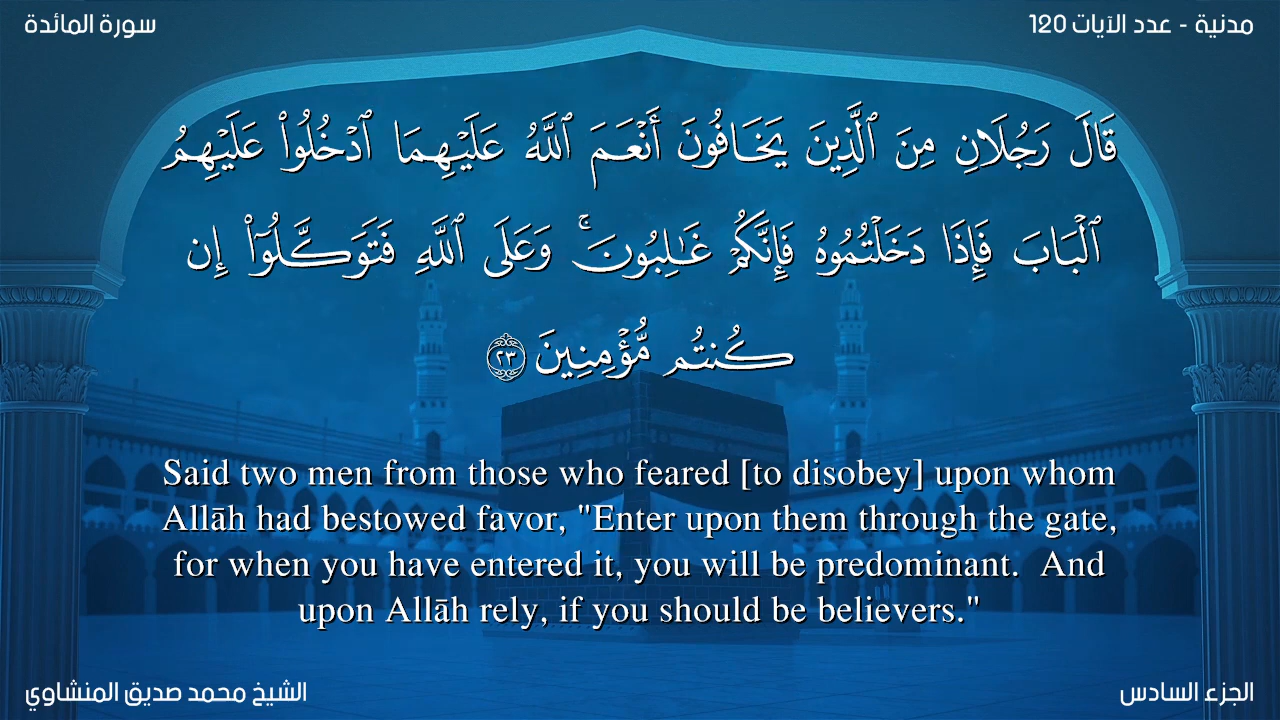 سورة المائدة
مدنية - عدد الآيات 120
قَالَ رَجُلَانِ مِنَ ٱلَّذِينَ يَخَافُونَ أَنْعَمَ ٱللَّهُ عَلَيْهِمَا ٱدْخُلُوا۟ عَلَيْهِمُ
ٱلْبَابَ فَإِذَا دَخَلْتُمُوهُ فَإِنَّكُمْ غَـٰلِبُونَ ۚ وَعَلَى ٱللَّهِ فَتَوَكَّلُوٓا۟ إِن
كُنتُم مُّؤْمِنِينَ ٢٣
Said two men from those who feared [to disobey] upon whom
Allāh had bestowed favor, "Enter upon them through the gate,
for when you have entered it, you will be predominant.  And
upon Allāh rely, if you should be believers."
الشيخ محمد صديق المنشاوي
الجزء السادس